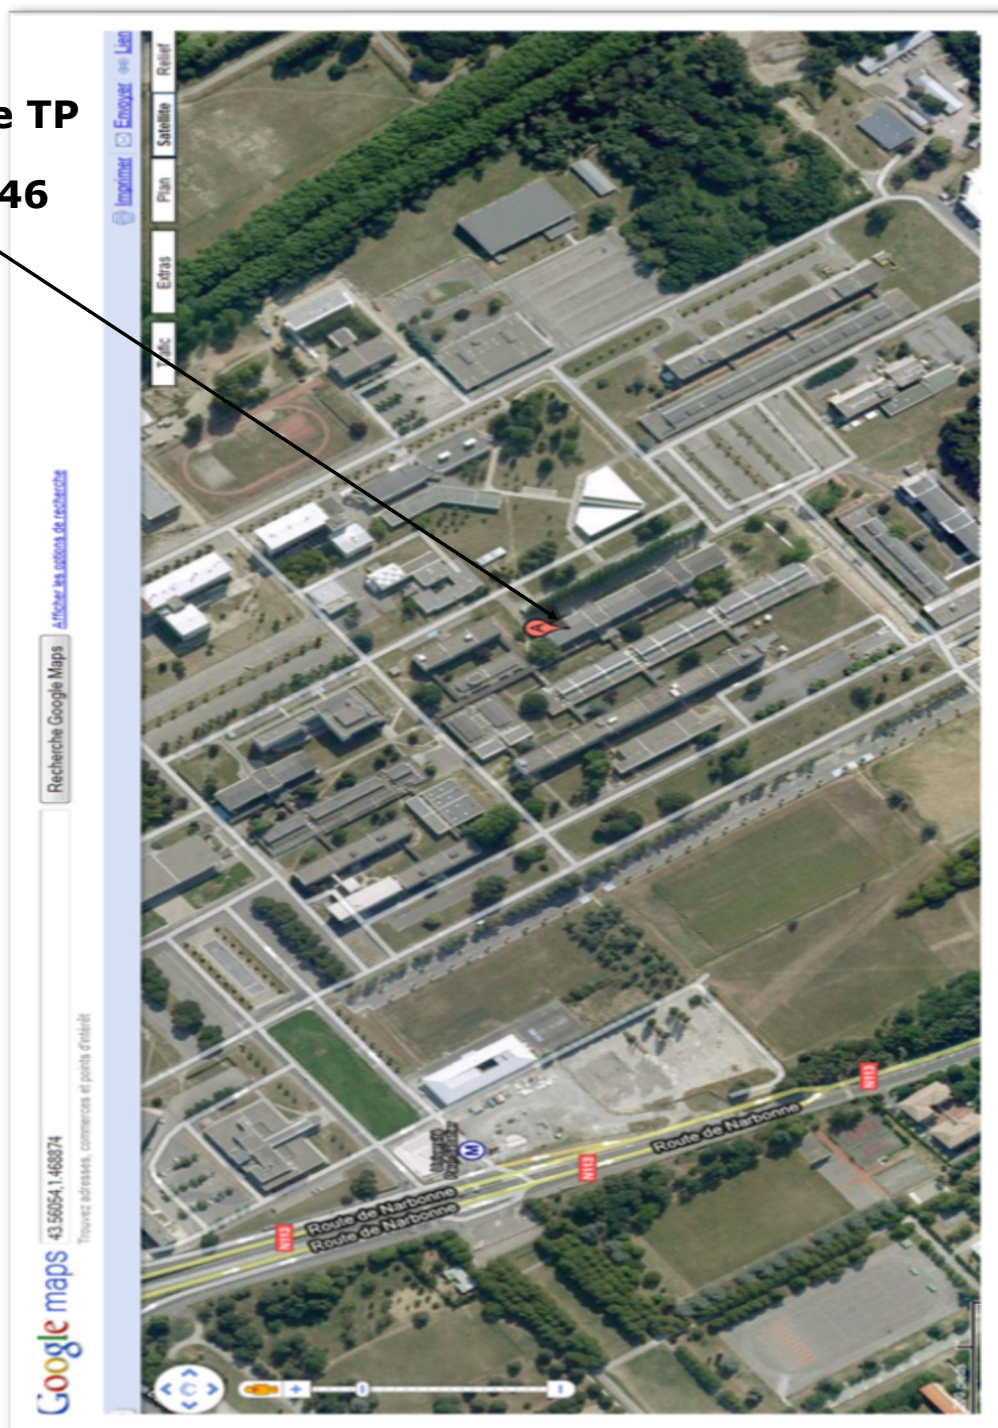 e TP
46
Google maps
43.56054,1.468874
Recherche Google Maps
Afficher les options de recherche
Trouvez adresses, commerces et points d'intérêt
Imprimer Envoyer Lien
Trafic
Extras
Plan
Satellite
Relief
N113
Route de Narbonne
Route de Narbonne
M
N113
Route de Narbonne
N113
A